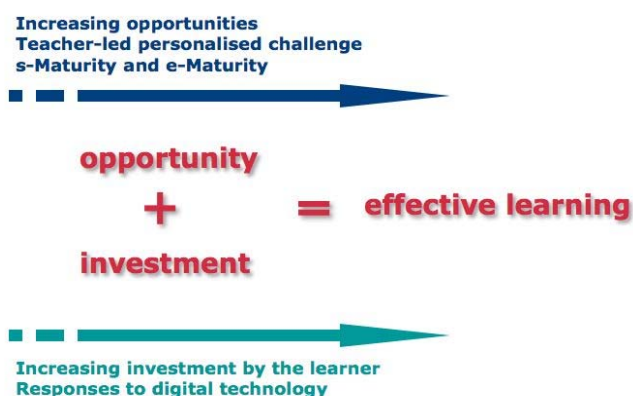 Increasing opportunities
Teacher-led personalised challenge
s-Maturity and e-Maturity
opportunity
+
= effective learning
investment
Increasing investment by the learner
Responses to digital technology